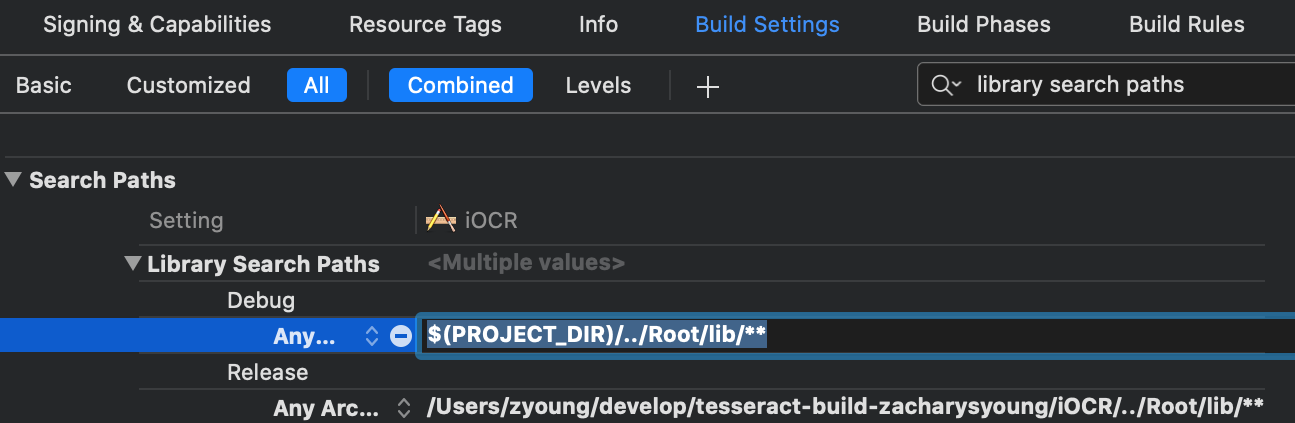 Signing & Capabilities Resource Tags Info Build Settings Build Phases Build Rules
Basic Customized All Combined Levels library search paths
Search Paths
Setting iOCR
Library Search Paths <Multiple values>
Debug
Any... $(PROJECT_DIR)/../Root/lib/**
Release
Any Arc... /Users/zyoung/develop/tesseract-build-zacharysyoung/iOCR/../Root/lib/**